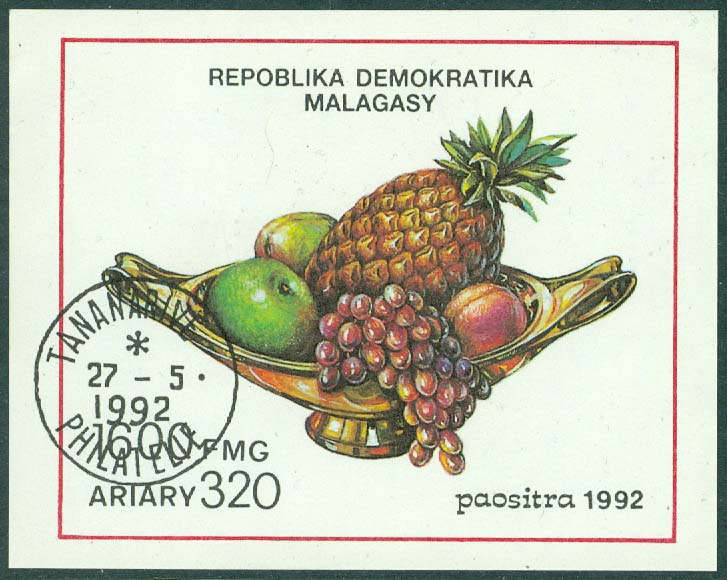 REPOBLIKA DEMOKRATIKA
MALAGASY
TANANARIVE
*
27 - 5 •
1992
PHILATELIE
1600 FMG
ARIARY 320
paositra 1992